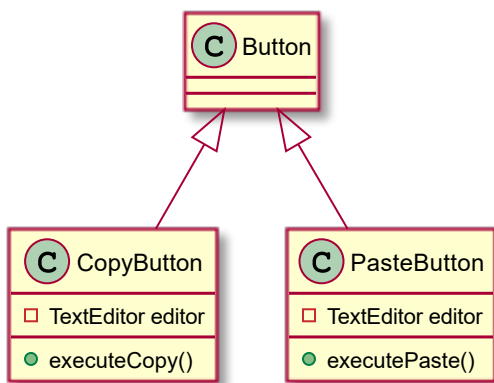 C Button
C CopyButton
TextEditor editor
executeCopy()
C PasteButton
TextEditor editor
executePaste()